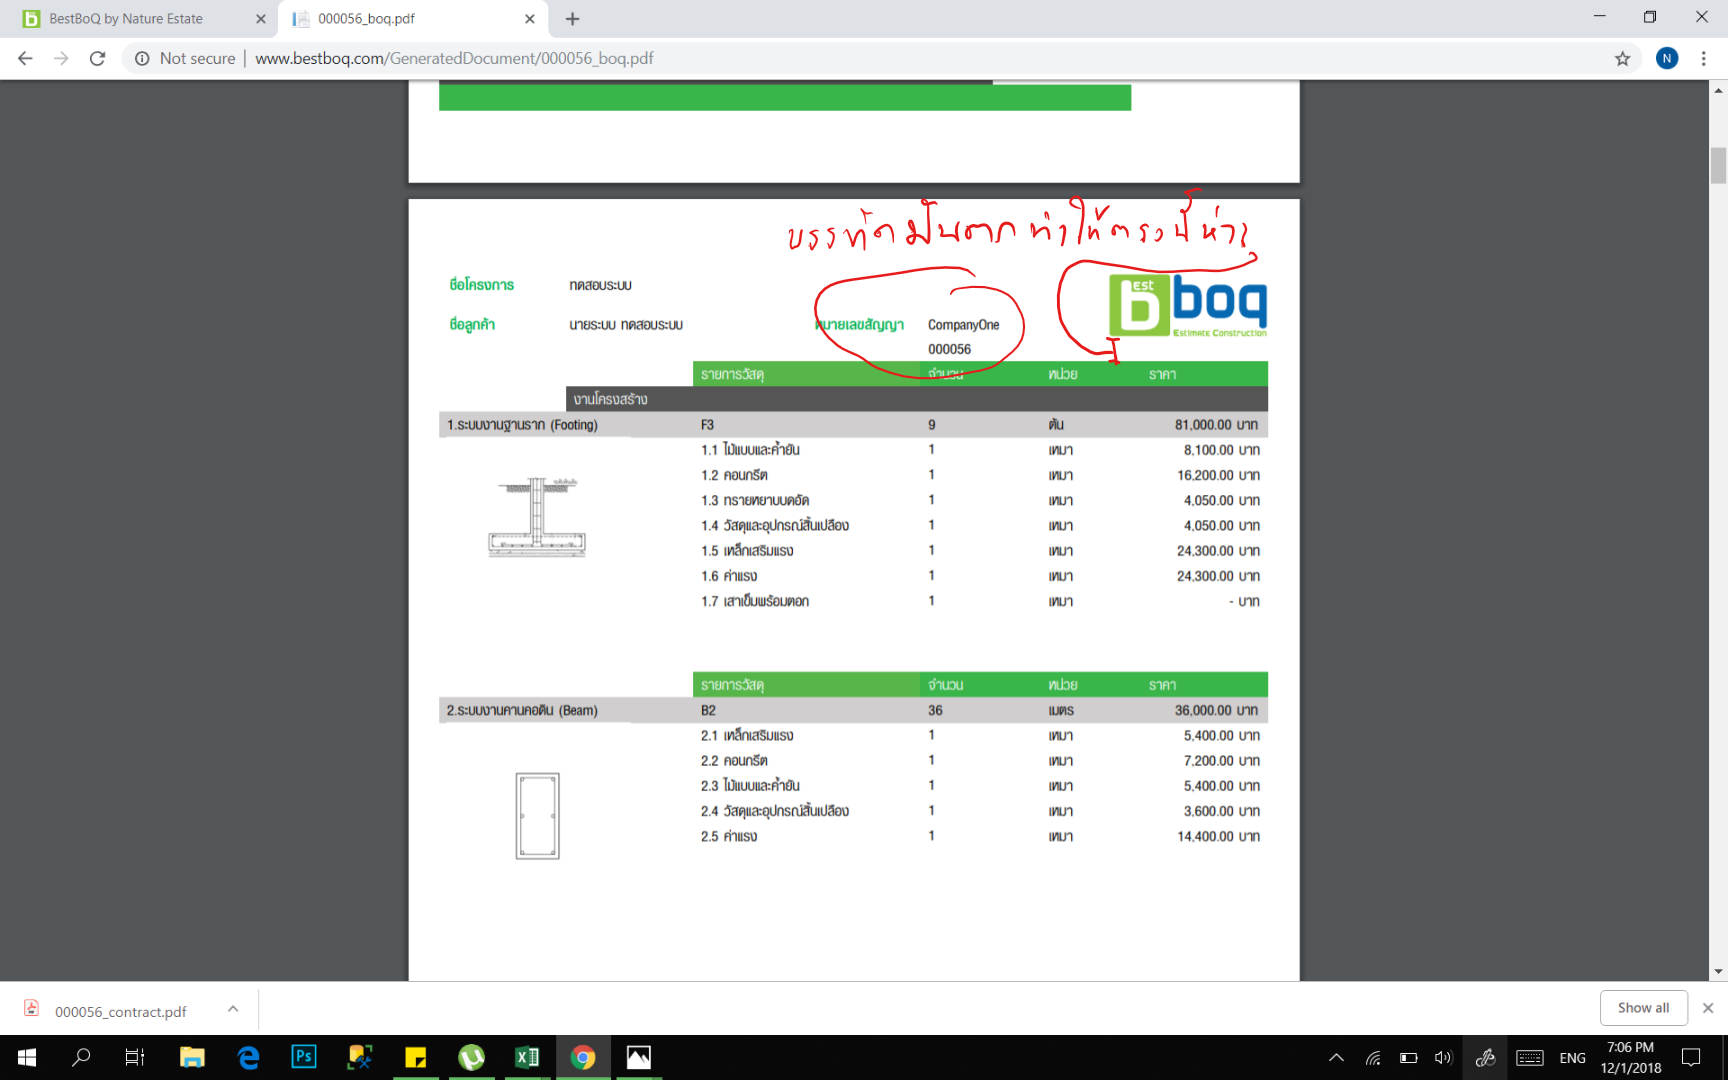 BestBoQ by Nature Estate
000056_boq.pdf
Not secure | www.bestboq.com/GeneratedDocument/000056_boq.pdf
N
บรรทัดมันตกทำให้ตรงนี้ห่าง
ชื่อโครงการ ทดสอบระบบ
ชื่อลูกค้า นายระบบ ทดสอบระบบ หมายเลขสัญญา CompanyOne
000056
best boq
Estimate Construction
รายการวัสดุ จำนวน หน่วย ราคา
งานโครงสร้าง
1.ระบบงานฐานราก (Footing) F3 9 ต้น 81,000.00 บาท
1.1 ไม้แบบและค้ำยัน 1 เหมา 8,100.00 บาท
1.2 คอนกรีต 1 เหมา 16,200.00 บาท
1.3 ทรายหยาบบดอัด 1 เหมา 4,050.00 บาท
1.4 วัสดุและอุปกรณ์สิ้นเปลือง 1 เหมา 4,050.00 บาท
1.5 เหล็กเสริมแรง 1 เหมา 24,300.00 บาท
1.6 ค่าแรง 1 เหมา 24,300.00 บาท
1.7 เสาเข็มพร้อมตอก 1 เหมา - บาท
รายการวัสดุ จำนวน หน่วย ราคา
2.ระบบงานคานคอดิน (Beam) B2 36 เมตร 36,000.00 บาท
2.1 เหล็กเสริมแรง 1 เหมา 5,400.00 บาท
2.2 คอนกรีต 1 เหมา 7,200.00 บาท
2.3 ไม้แบบและค้ำยัน 1 เหมา 5,400.00 บาท
2.4 วัสดุและอุปกรณ์สิ้นเปลือง 1 เหมา 3,600.00 บาท
2.5 ค่าแรง 1 เหมา 14,400.00 บาท
000056_contract.pdf
Show all
Ps
ENG
7:06 PM
12/1/2018